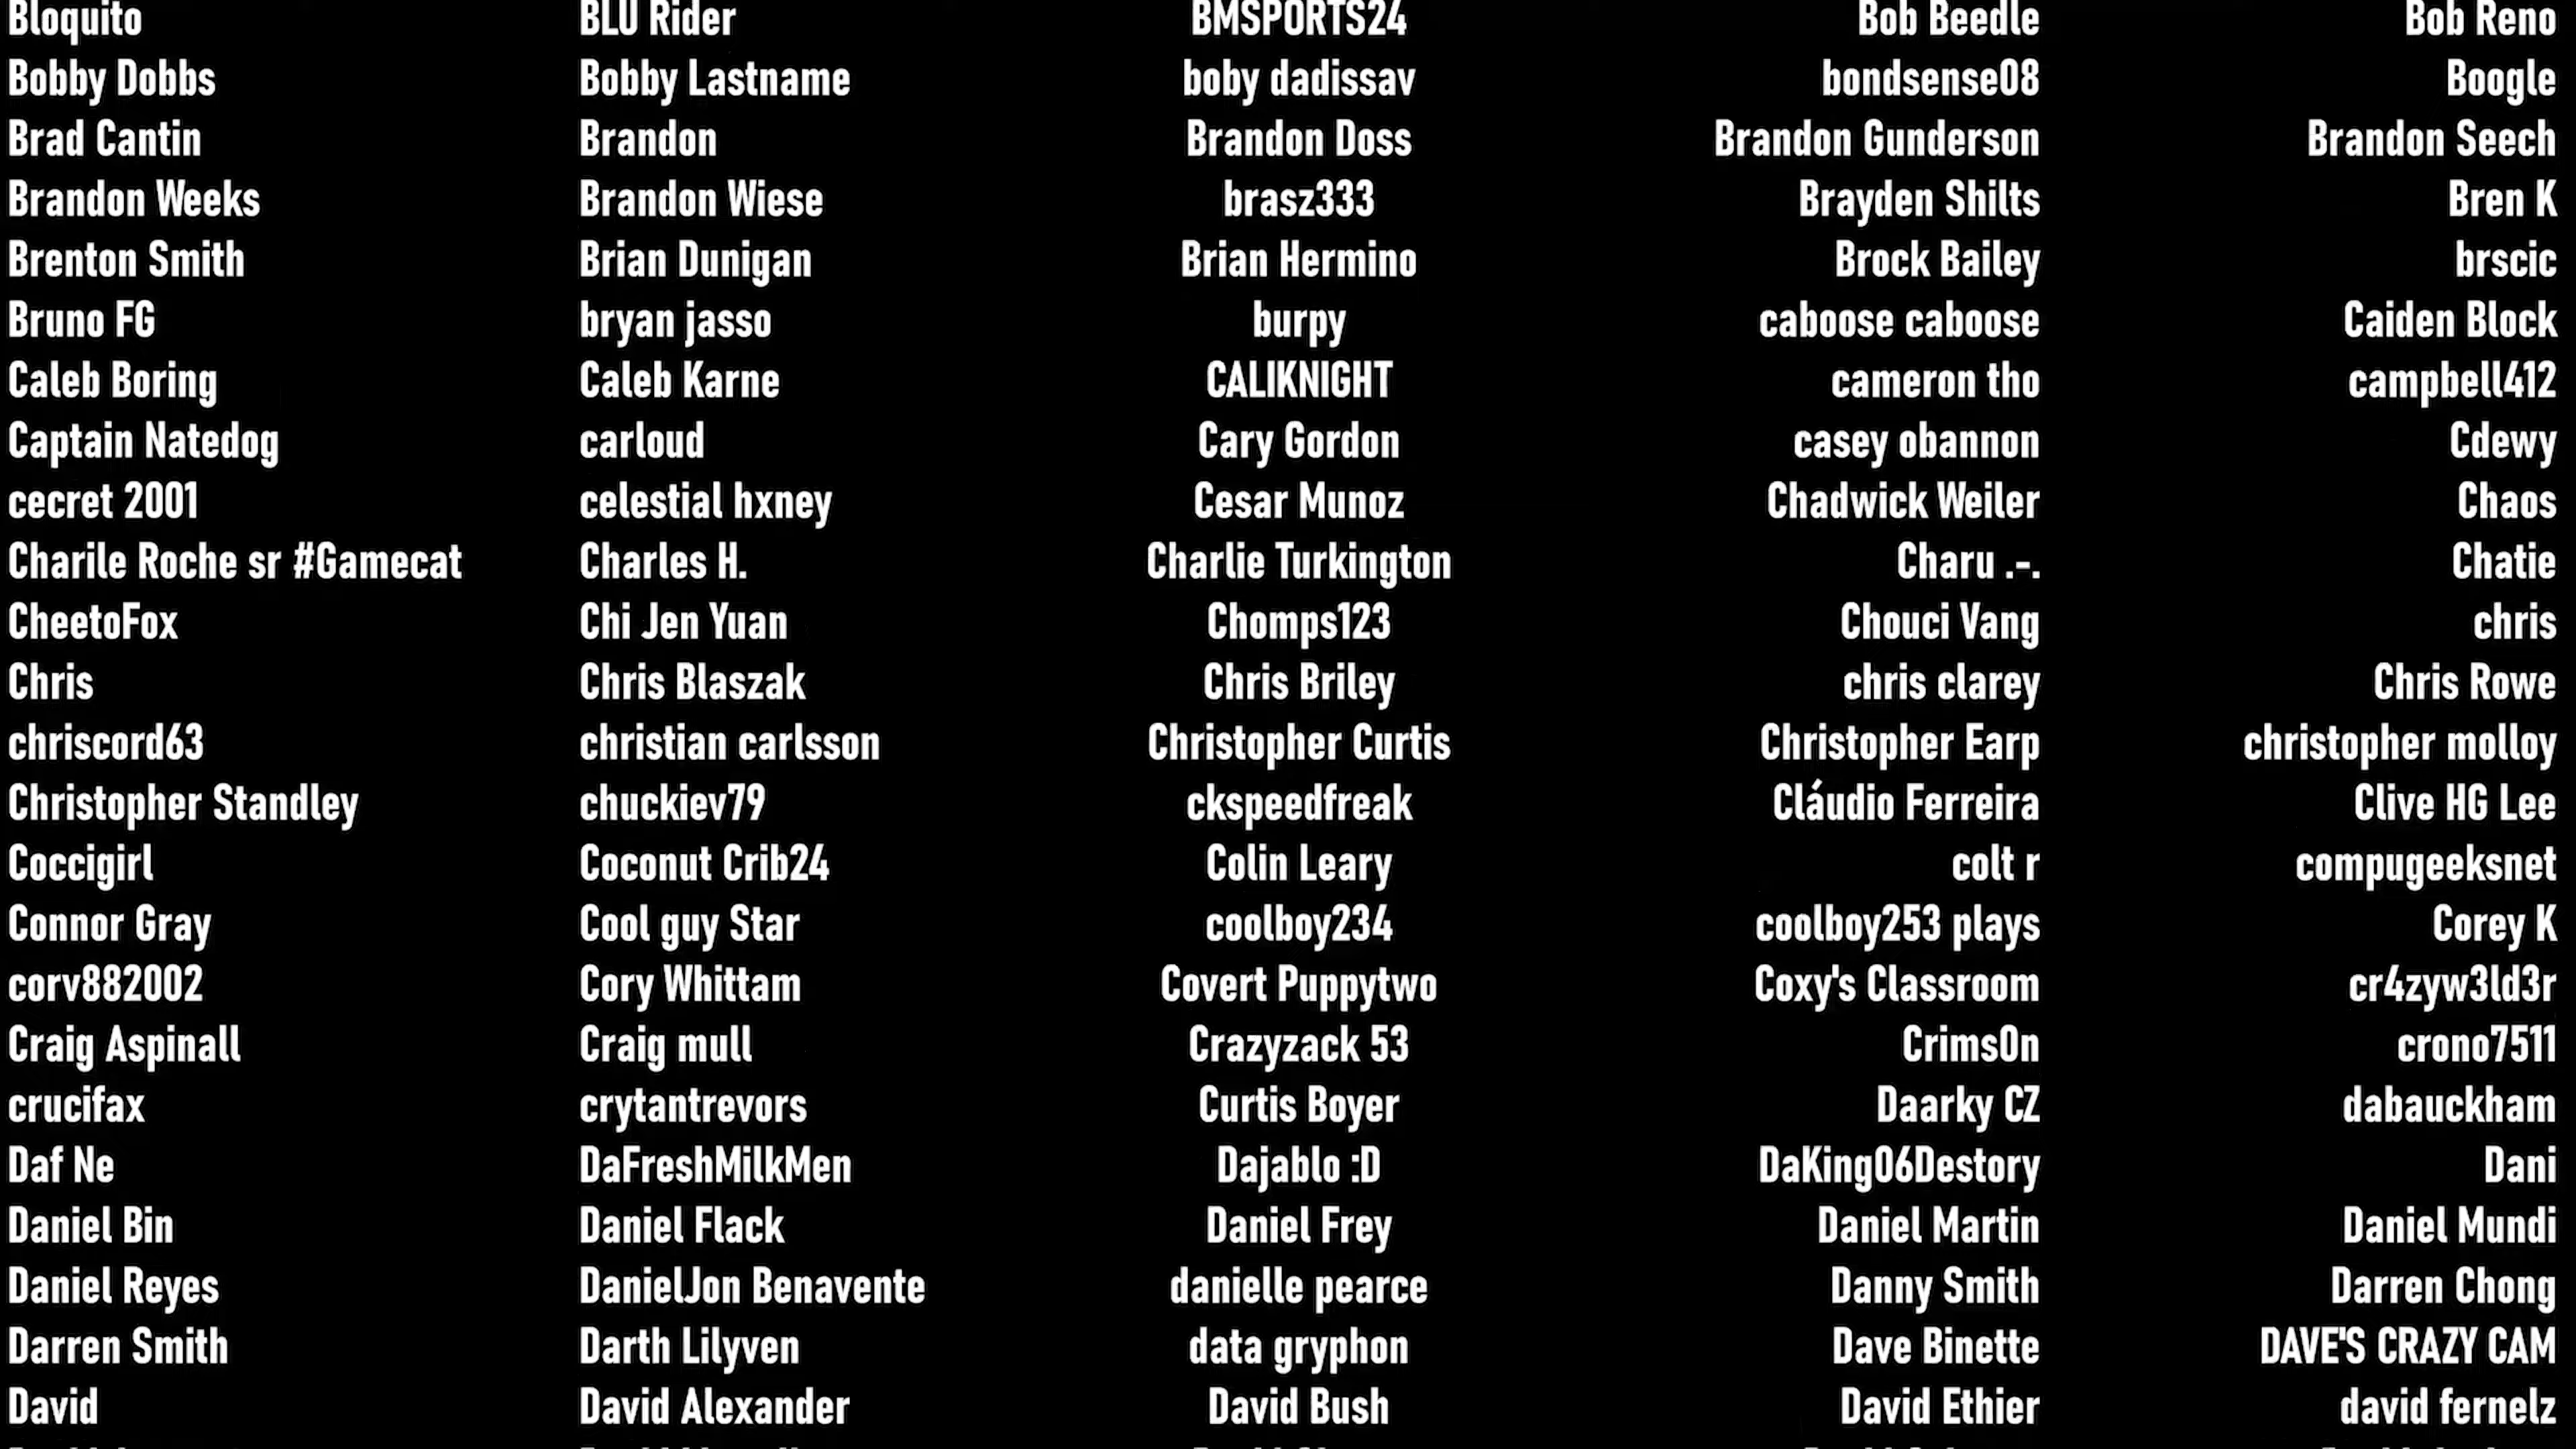 Bloquito BLU Rider BMSPORTS24 Bob Beedle Bob Reno
Bobby Dobbs Bobby Lastname boby dadissav bondsense08 Boogle
Brad Cantin Brandon Brandon Doss Brandon Gunderson Brandon Seech
Brandon Weeks Brandon Wiese brasz333 Brayden Shilts Bren K
Brenton Smith Brian Dunigan Brian Hermino Brock Bailey brscic
Bruno FG bryan jasso burpy caboose caboose Caiden Block
Caleb Boring Caleb Karne CALIKNIGHT cameron tho campbell412
Captain Natedog carloud Cary Gordon casey obannon Cdewy
cecret 2001 celestial hxney Cesar Munoz Chadwick Weiler Chaos
Charile Roche sr #Gamecat Charles H. Charlie Turkington Charu .-. Chatie
CheetoFox Chi Jen Yuan Chomps123 Chouci Vang chris
Chris Chris Blaszak Chris Briley chris clarey Chris Rowe
chriscord63 christian carlsson Christopher Curtis Christopher Earp christopher molloy
Christopher Standley chuckiev79 ckspeedfreak Cláudio Ferreira Clive HG Lee
Coccigirl Coconut Crib24 Colin Leary colt r compugeeksnet
Connor Gray Cool guy Star coolboy234 coolboy253 plays Corey K
corv882002 Cory Whittam Covert Puppytwo Coxy's Classroom cr4zyw3ld3r
Craig Aspinall Craig mull Crazyzack 53 Crims0n crono7511
crucifax crytantrevors Curtis Boyer Daarky CZ dabauckham
Daf Ne DaFreshMilkMen Dajablo :D DaKing06Destory Dani
Daniel Bin Daniel Flack Daniel Frey Daniel Martin Daniel Mundi
Daniel Reyes DanielJon Benavente danielle pearce Danny Smith Darren Chong
Darren Smith Darth Lilyven data gryphon Dave Binette DAVE'S CRAZY CAM
David David Alexander David Bush David Ethier david fernelz